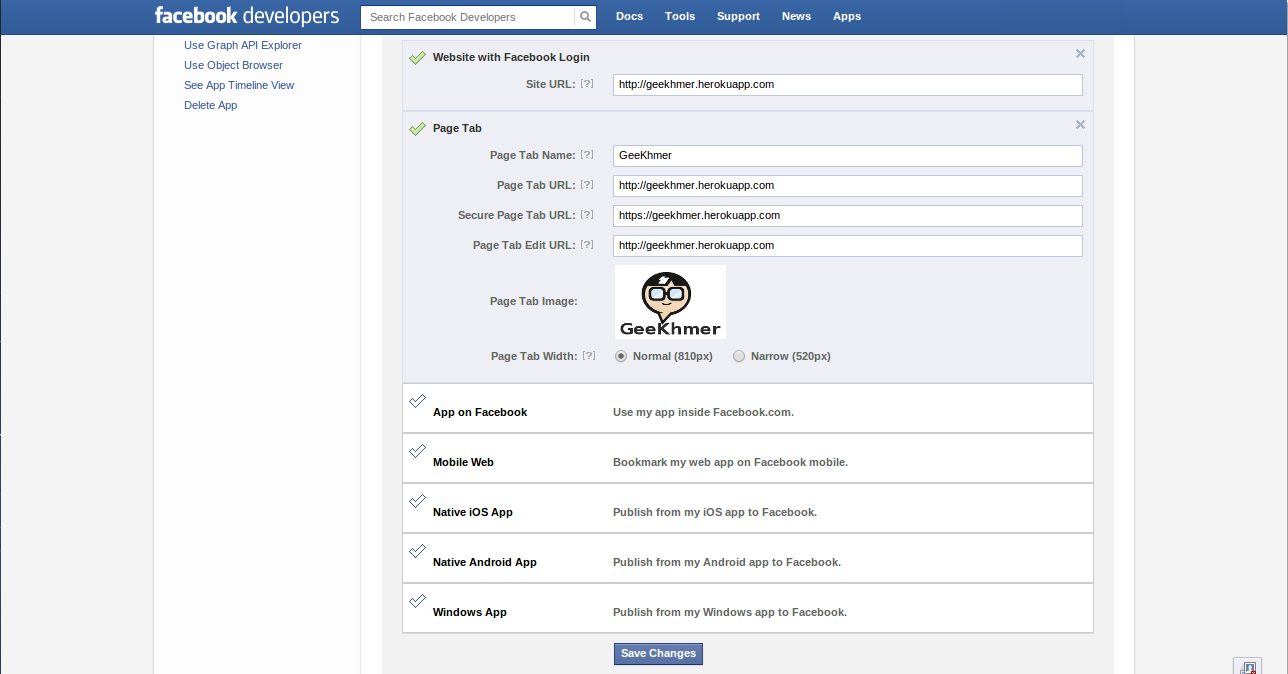 facebook developers Search Facebook Developers Docs Tools Support News Apps
Use Graph API Explorer
Use Object Browser
See App Timeline View
Delete App
Website with Facebook Login
Site URL: [?] http://geekhmer.herokuapp.com
Page Tab
Page Tab Name: [?] GeeKhmer
Page Tab URL: [?] http://geekhmer.herokuapp.com
Secure Page Tab URL: [?] https://geekhmer.herokuapp.com
Page Tab Edit URL: [?] http://geekhmer.herokuapp.com
Page Tab Image:
GeeKhmer
Page Tab Width: [?] Normal (810px) Narrow (520px)
App on Facebook Use my app inside Facebook.com.
Mobile Web Bookmark my web app on Facebook mobile.
Native iOS App Publish from my iOS app to Facebook.
Native Android App Publish from my Android app to Facebook.
Windows App Publish from my Windows app to Facebook.
Save Changes